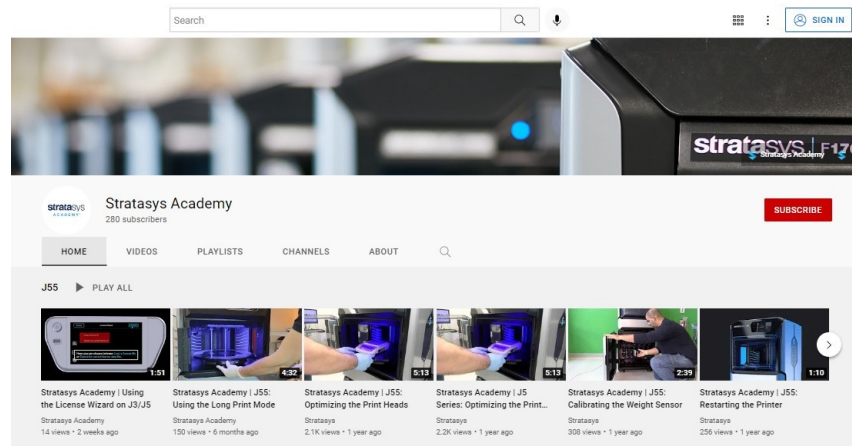 Search
SIGN IN
stratasys F170
Stratasys Academy
stratasys
ACADEMY
Stratasys Academy
280 subscribers
SUBSCRIBE
HOME VIDEOS PLAYLISTS CHANNELS ABOUT
J55 PLAY ALL
1:51 4:32 5:13 5:13 2:39 1:10
Stratasys Academy | Using the License Wizard on J3/J5
Stratasys Academy
14 views • 2 weeks ago
Stratasys Academy | J55: Using the Long Print Mode
Stratasys Academy
150 views • 6 months ago
Stratasys Academy | J55: Optimizing the Print Heads
Stratasys
2.1K views • 1 year ago
Stratasys Academy | J5 Series: Optimizing the Print...
Stratasys
2.2K views • 1 year ago
Stratasys Academy | J55: Calibrating the Weight Sensor
Stratasys
308 views • 1 year ago
Stratasys Academy | J55: Restarting the Printer
Stratasys
256 views • 1 year ago